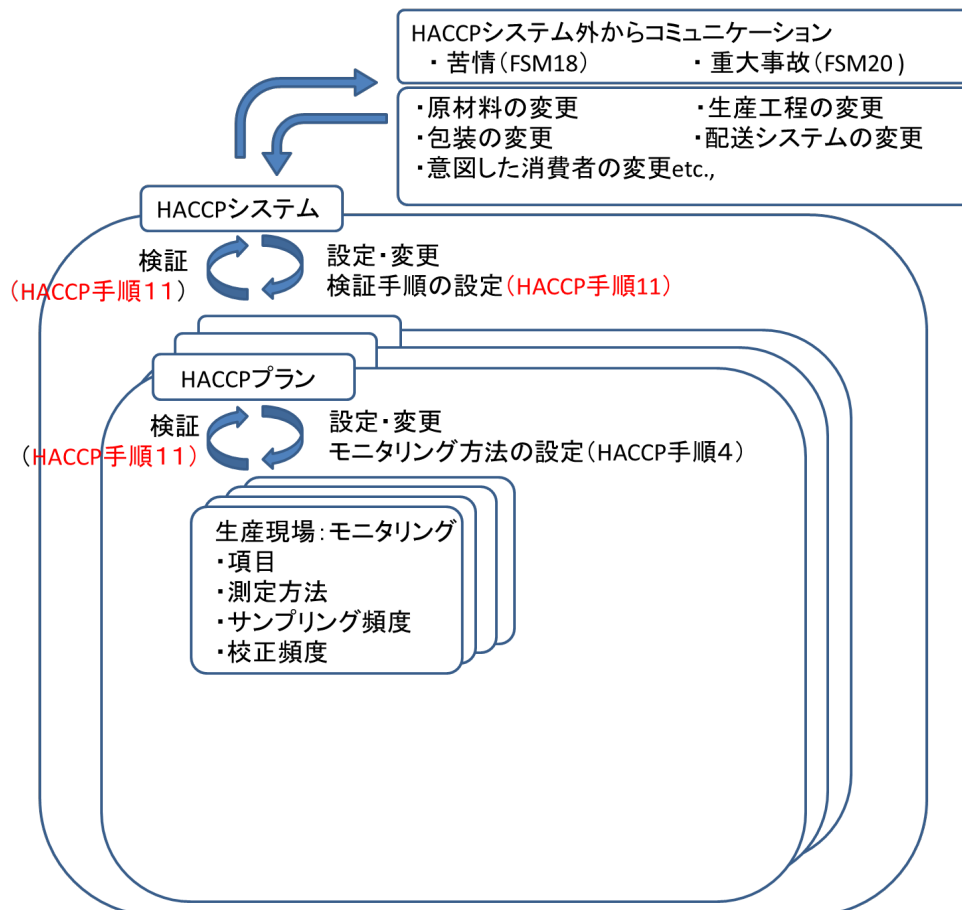 HACCPシステム外からコミュニケーション
・苦情(FSM18) ・重大事故(FSM20 )
・原材料の変更 ・生産工程の変更
・包装の変更 ・配送システムの変更
・意図した消費者の変更etc.,
HACCPシステム
検証
(HACCP手順１１)
設定・変更
検証手順の設定(HACCP手順11)
HACCPプラン
検証
(HACCP手順１１)
設定・変更
モニタリング方法の設定(HACCP手順４)
生産現場：モニタリング
・項目
・測定方法
・サンプリング頻度
・校正頻度